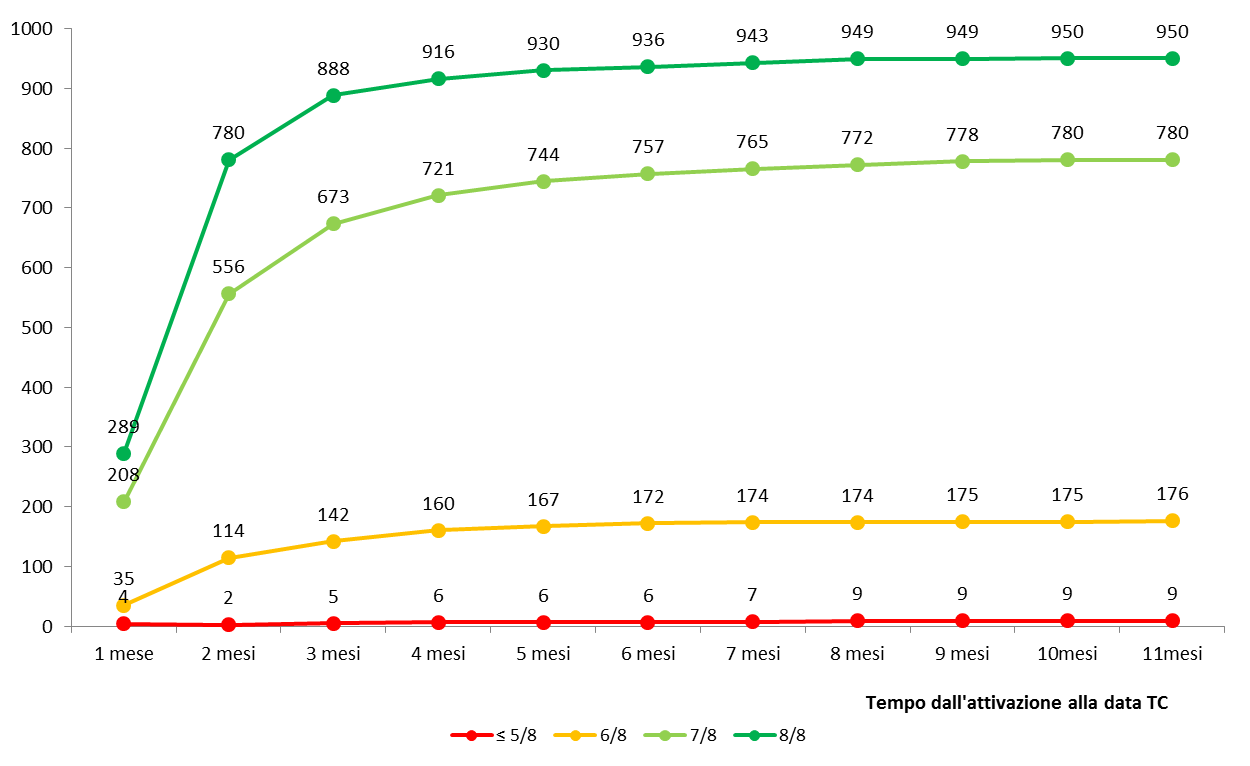 1000
900
800
700
600
500
400
300
200
100
0
289 780 888 916 930 936 943 949 949 950 950
208 556 673 721 744 757 765 772 778 780 780
35 114 142 160 167 172 174 174 175 175 176
4 2 5 6 6 6 7 9 9 9 9
1 mese 2 mesi 3 mesi 4 mesi 5 mesi 6 mesi 7 mesi 8 mesi 9 mesi 10mesi 11mesi
Tempo dall'attivazione alla data TC
≤ 5/8 6/8 7/8 8/8